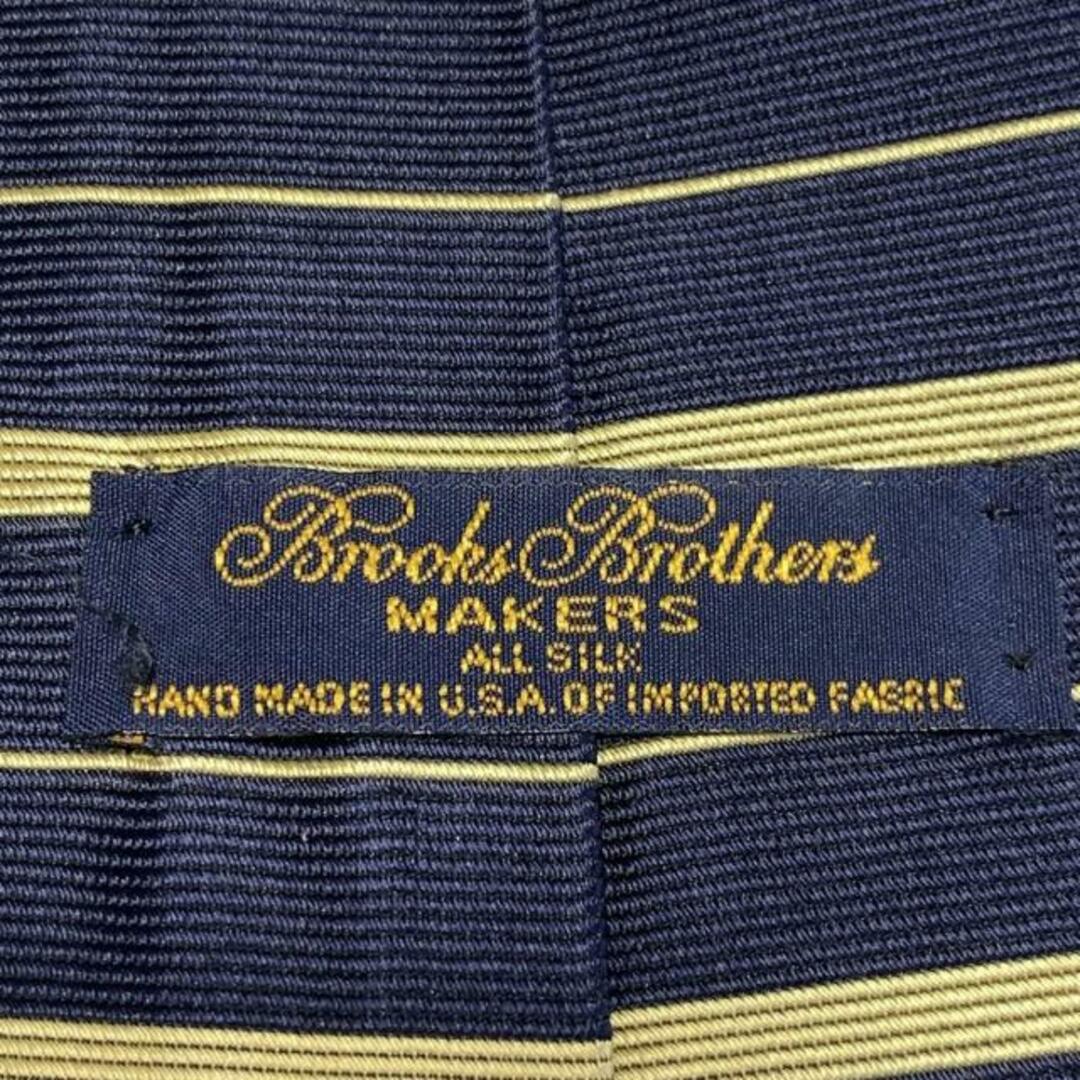 Brooks Brothers
MAKERS
ALL SILK
HAND MADE IN U.S.A. OF IMPORTED FABRIC